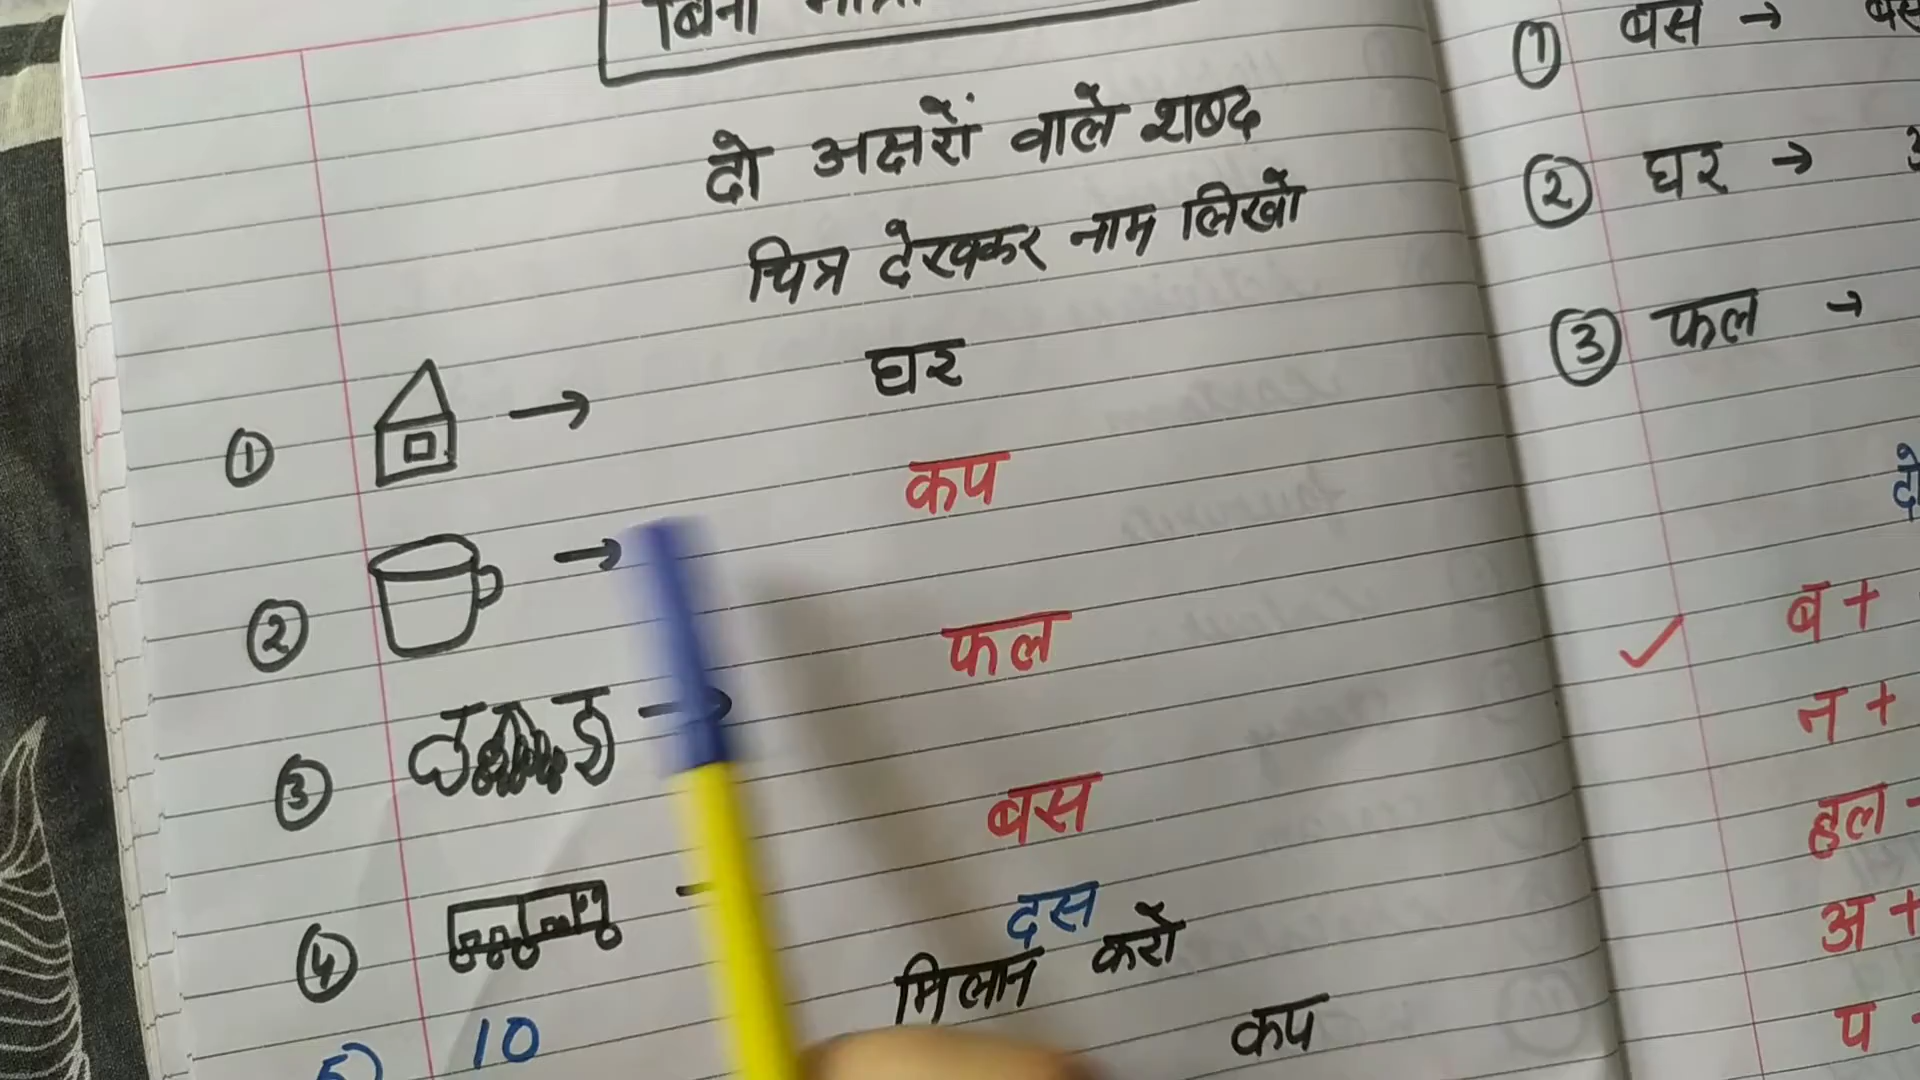 बिना
दो अक्षरों वाले शब्द
चित्र देखकर नाम लिखो
① → घर
② → कप
③ → फल
④ बस
5) 10 दस
मिलान करो
कप
① बस → बस
② घर →
③ फल →
दो
✓ ब +
न +
हल
अ +
प